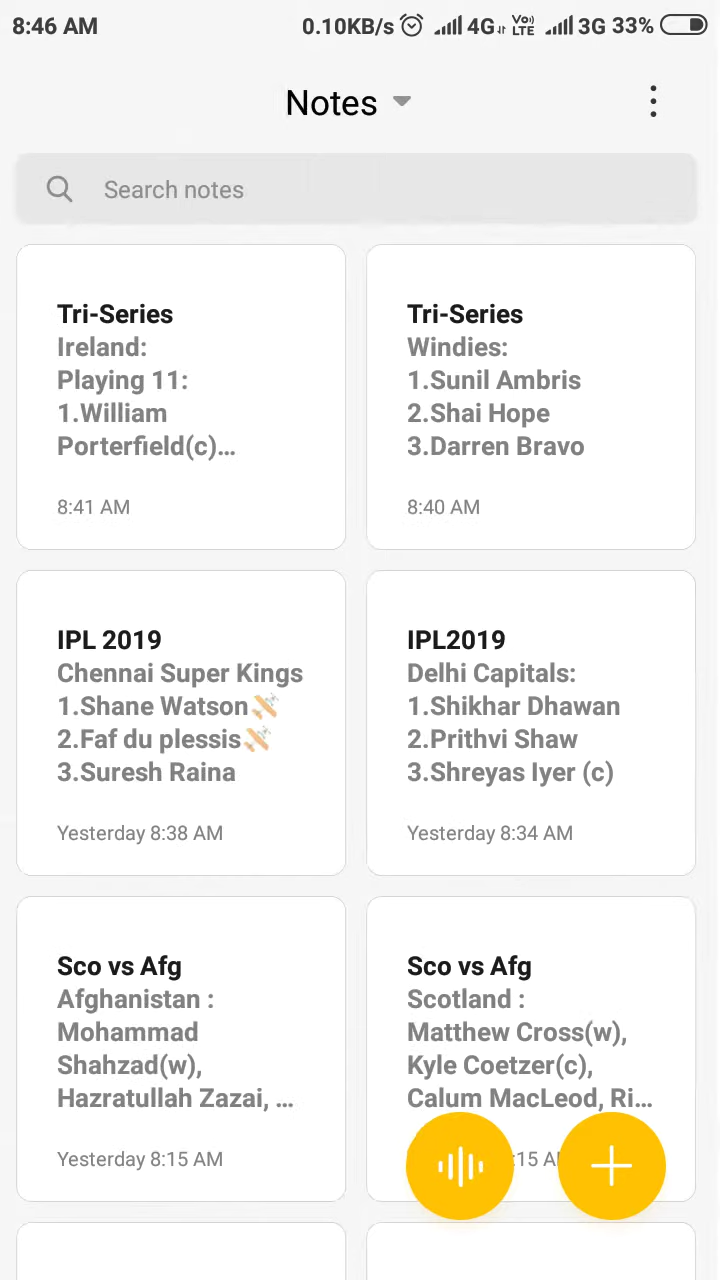 8:46 AM
0.10KB/s 4G VoLTE 3G 33%
Notes
Search notes
Tri-Series
Ireland:
Playing 11:
1.William
Porterfield(c)...
8:41 AM
Tri-Series
Windies:
1.Sunil Ambris
2.Shai Hope
3.Darren Bravo
8:40 AM
IPL 2019
Chennai Super Kings
1.Shane Watson🏏
2.Faf du plessis🏏
3.Suresh Raina
Yesterday 8:38 AM
IPL2019
Delhi Capitals:
1.Shikhar Dhawan
2.Prithvi Shaw
3.Shreyas Iyer (c)
Yesterday 8:34 AM
Sco vs Afg
Afghanistan :
Mohammad
Shahzad(w),
Hazratullah Zazai, ...
Yesterday 8:15 AM
Sco vs Afg
Scotland :
Matthew Cross(w),
Kyle Coetzer(c),
Calum MacLeod, Ri...
:15 A